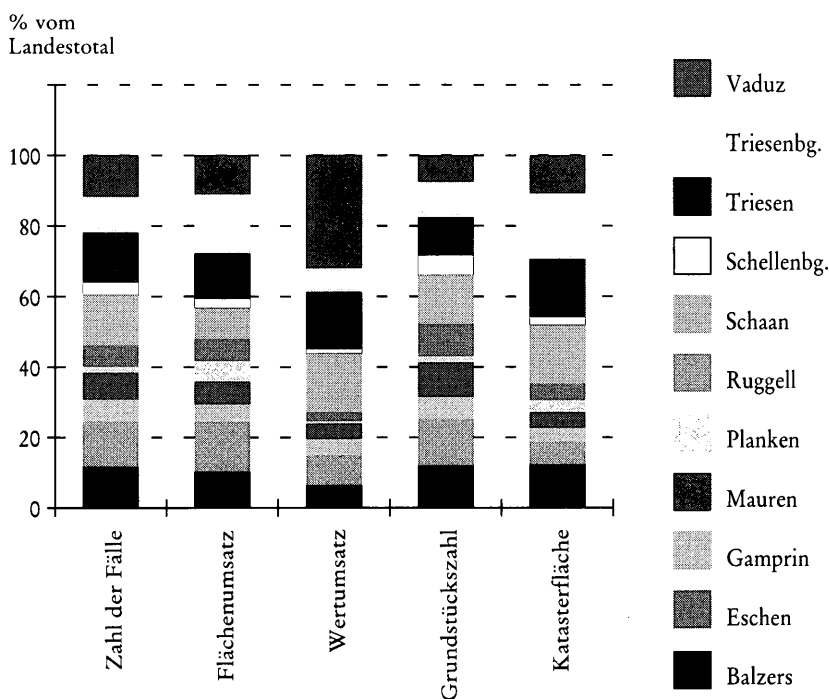 % vom
Landestotal
100
80
60
40
20
0
Zahl der Fälle
Flächenumsatz
Wertumsatz
Grundstückszahl
Katasterfläche
Vaduz
Triesenbg.
Triesen
Schellenbg.
Schaan
Ruggell
Planken
Mauren
Gamprin
Eschen
Balzers